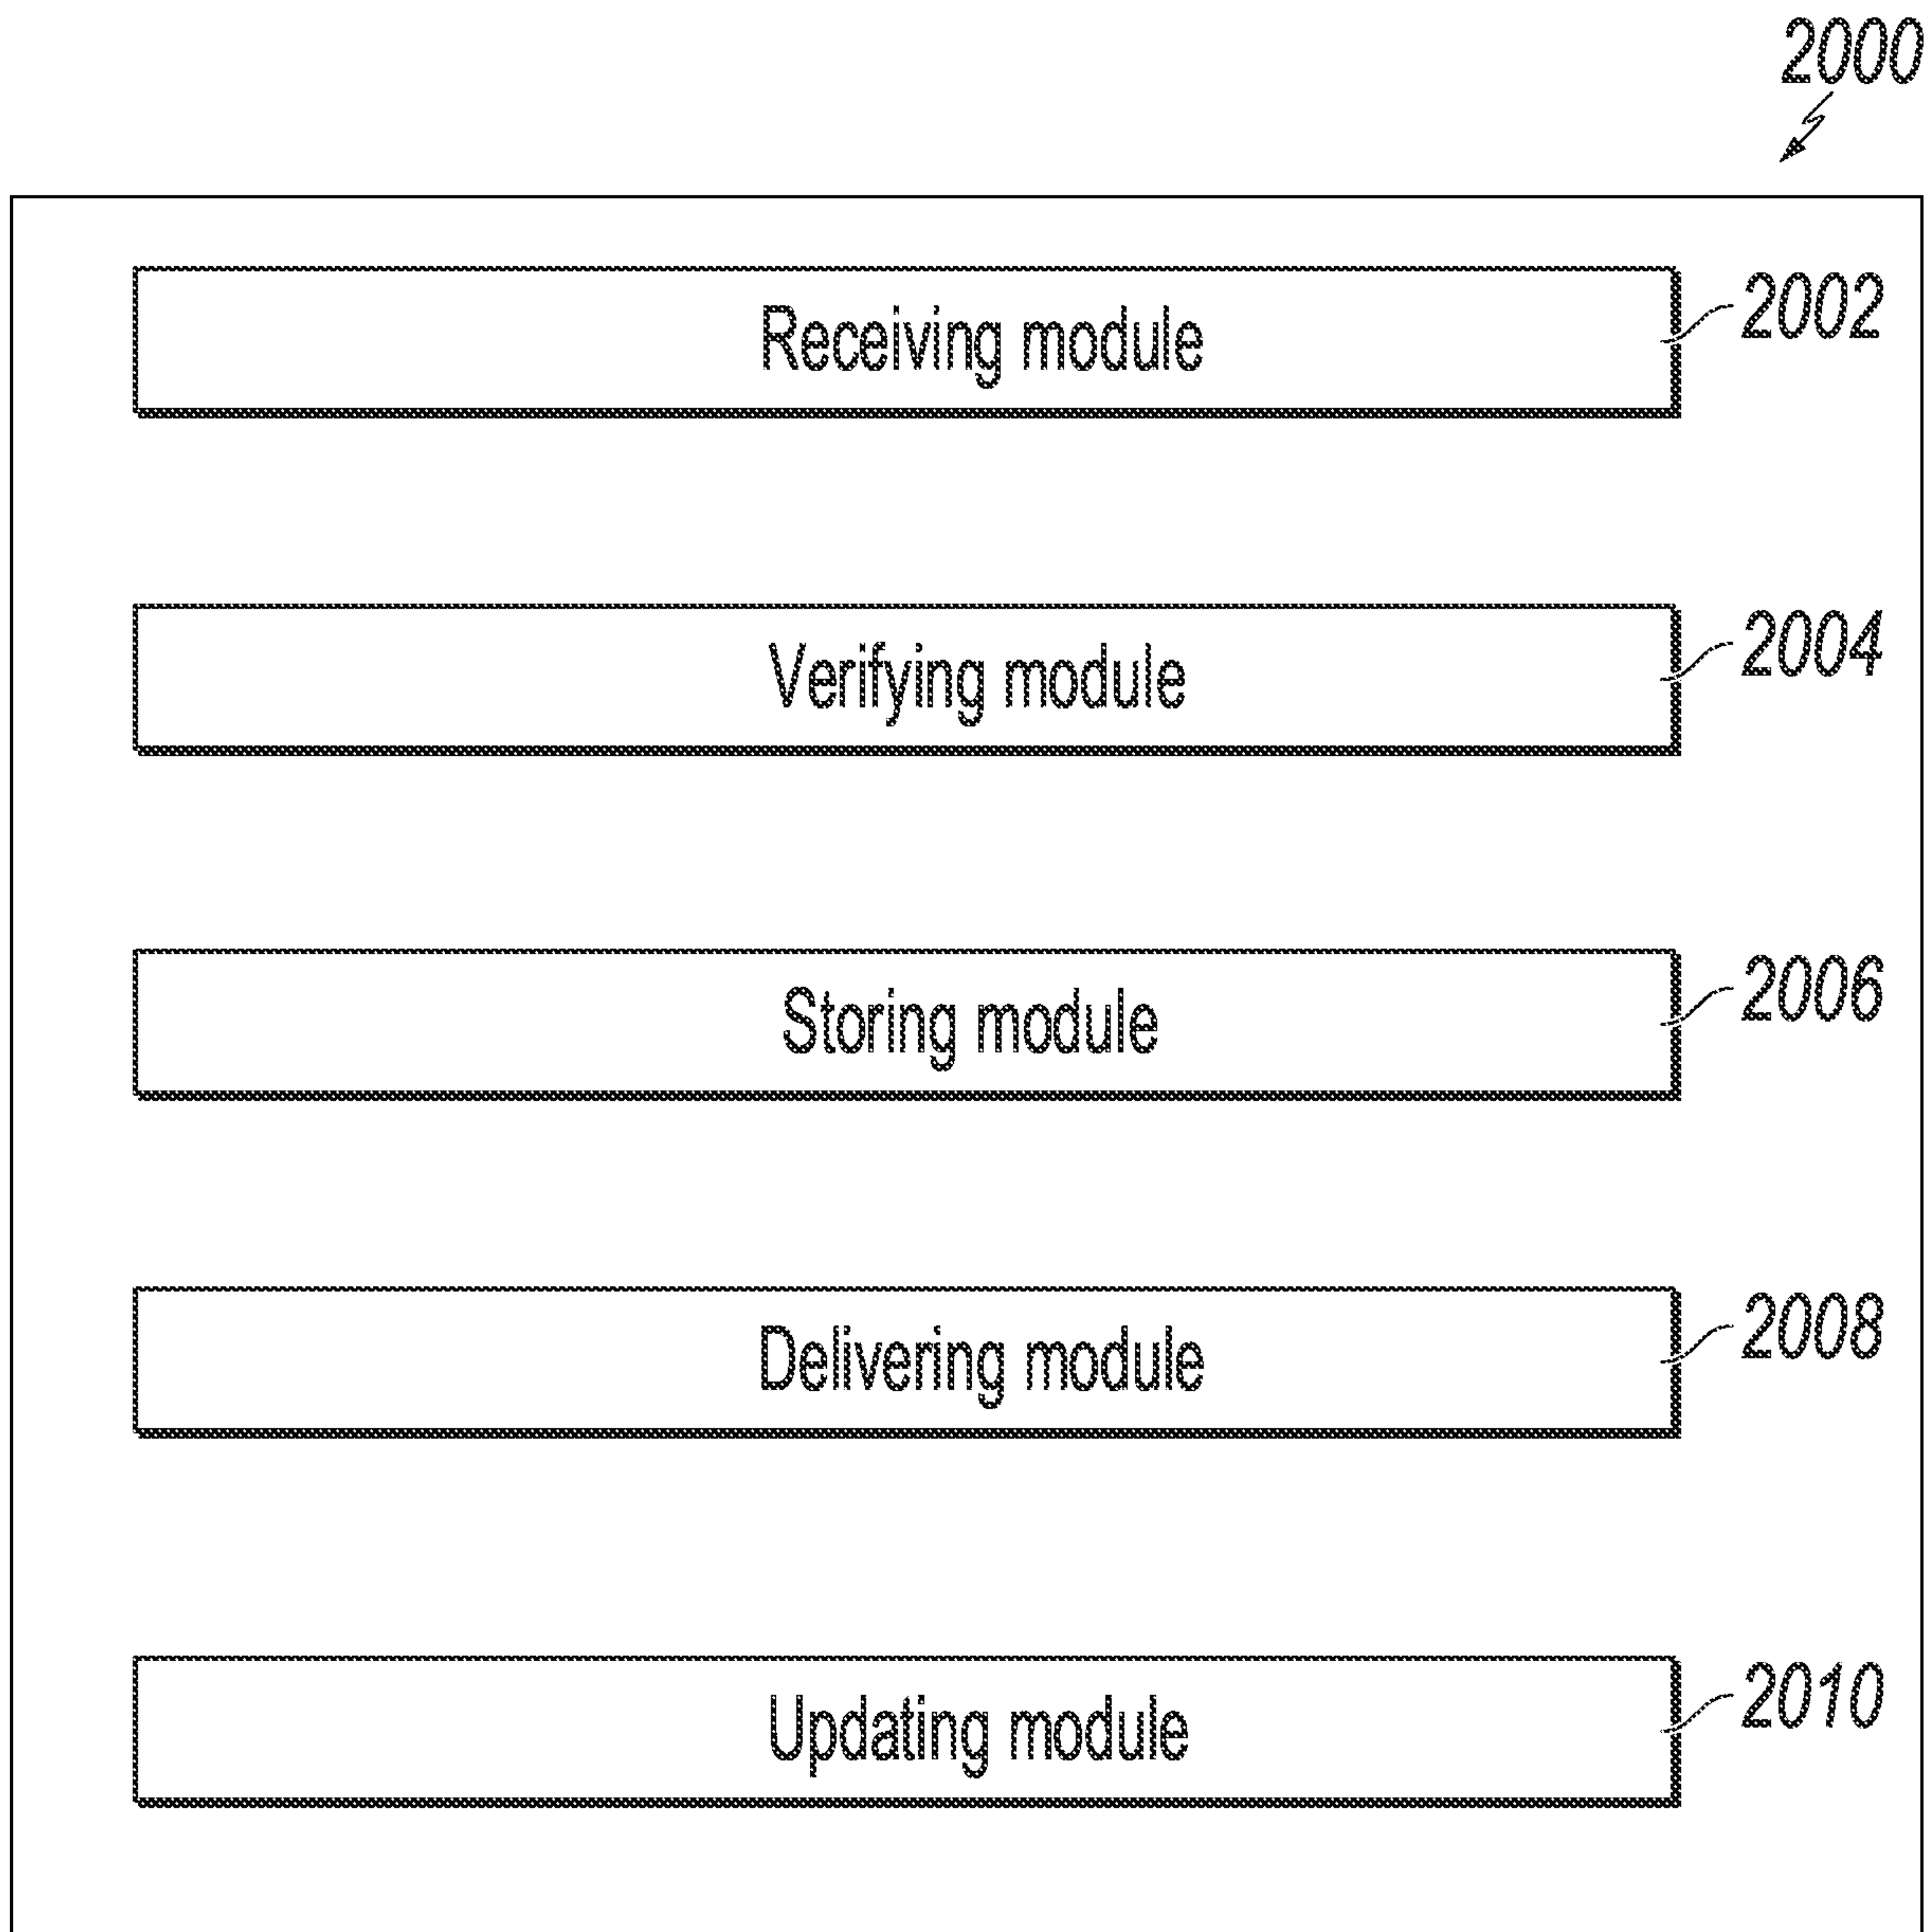 2000
Receiving module 2002
Verifying module 2004
Storing module 2006
Delivering module 2008
Updating module 2010